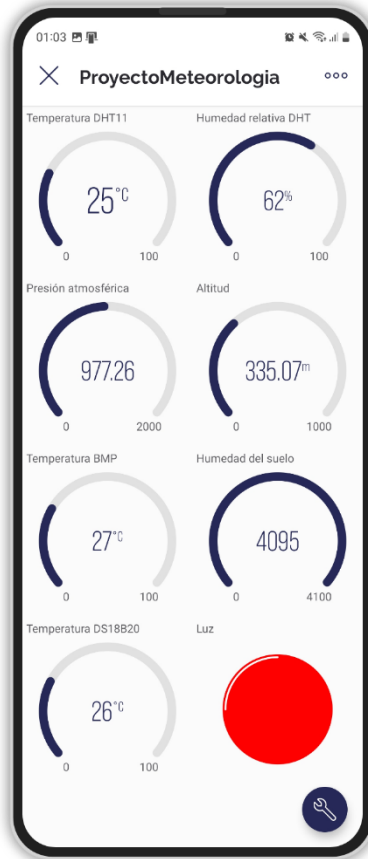 01:03
ProyectoMeteorologia
Temperatura DHT11 Humedad relativa DHT
25°C 62%
0 100 0 100
Presión atmosférica Altitud
977.26 335.07m
0 2000 0 1000
Temperatura BMP Humedad del suelo
27°C 4095
0 100 0 4100
Temperatura DS18B20 Luz
26°C
0 100